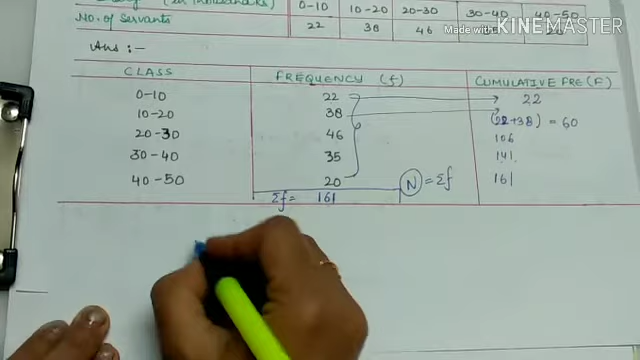 (in thousands) 0-10 10-20 20-30 30-40 40-50
No. of Servants 22 38 46
Made with KINEMASTER
Ans :-
CLASS FREQUENCY (f) CUMULATIVE FRE (F)
0-10 22 22
10-20 38 (22+38) = 60
20-30 46 106
30-40 35 141
40-50 20 N = Σf 161
Σf = 161